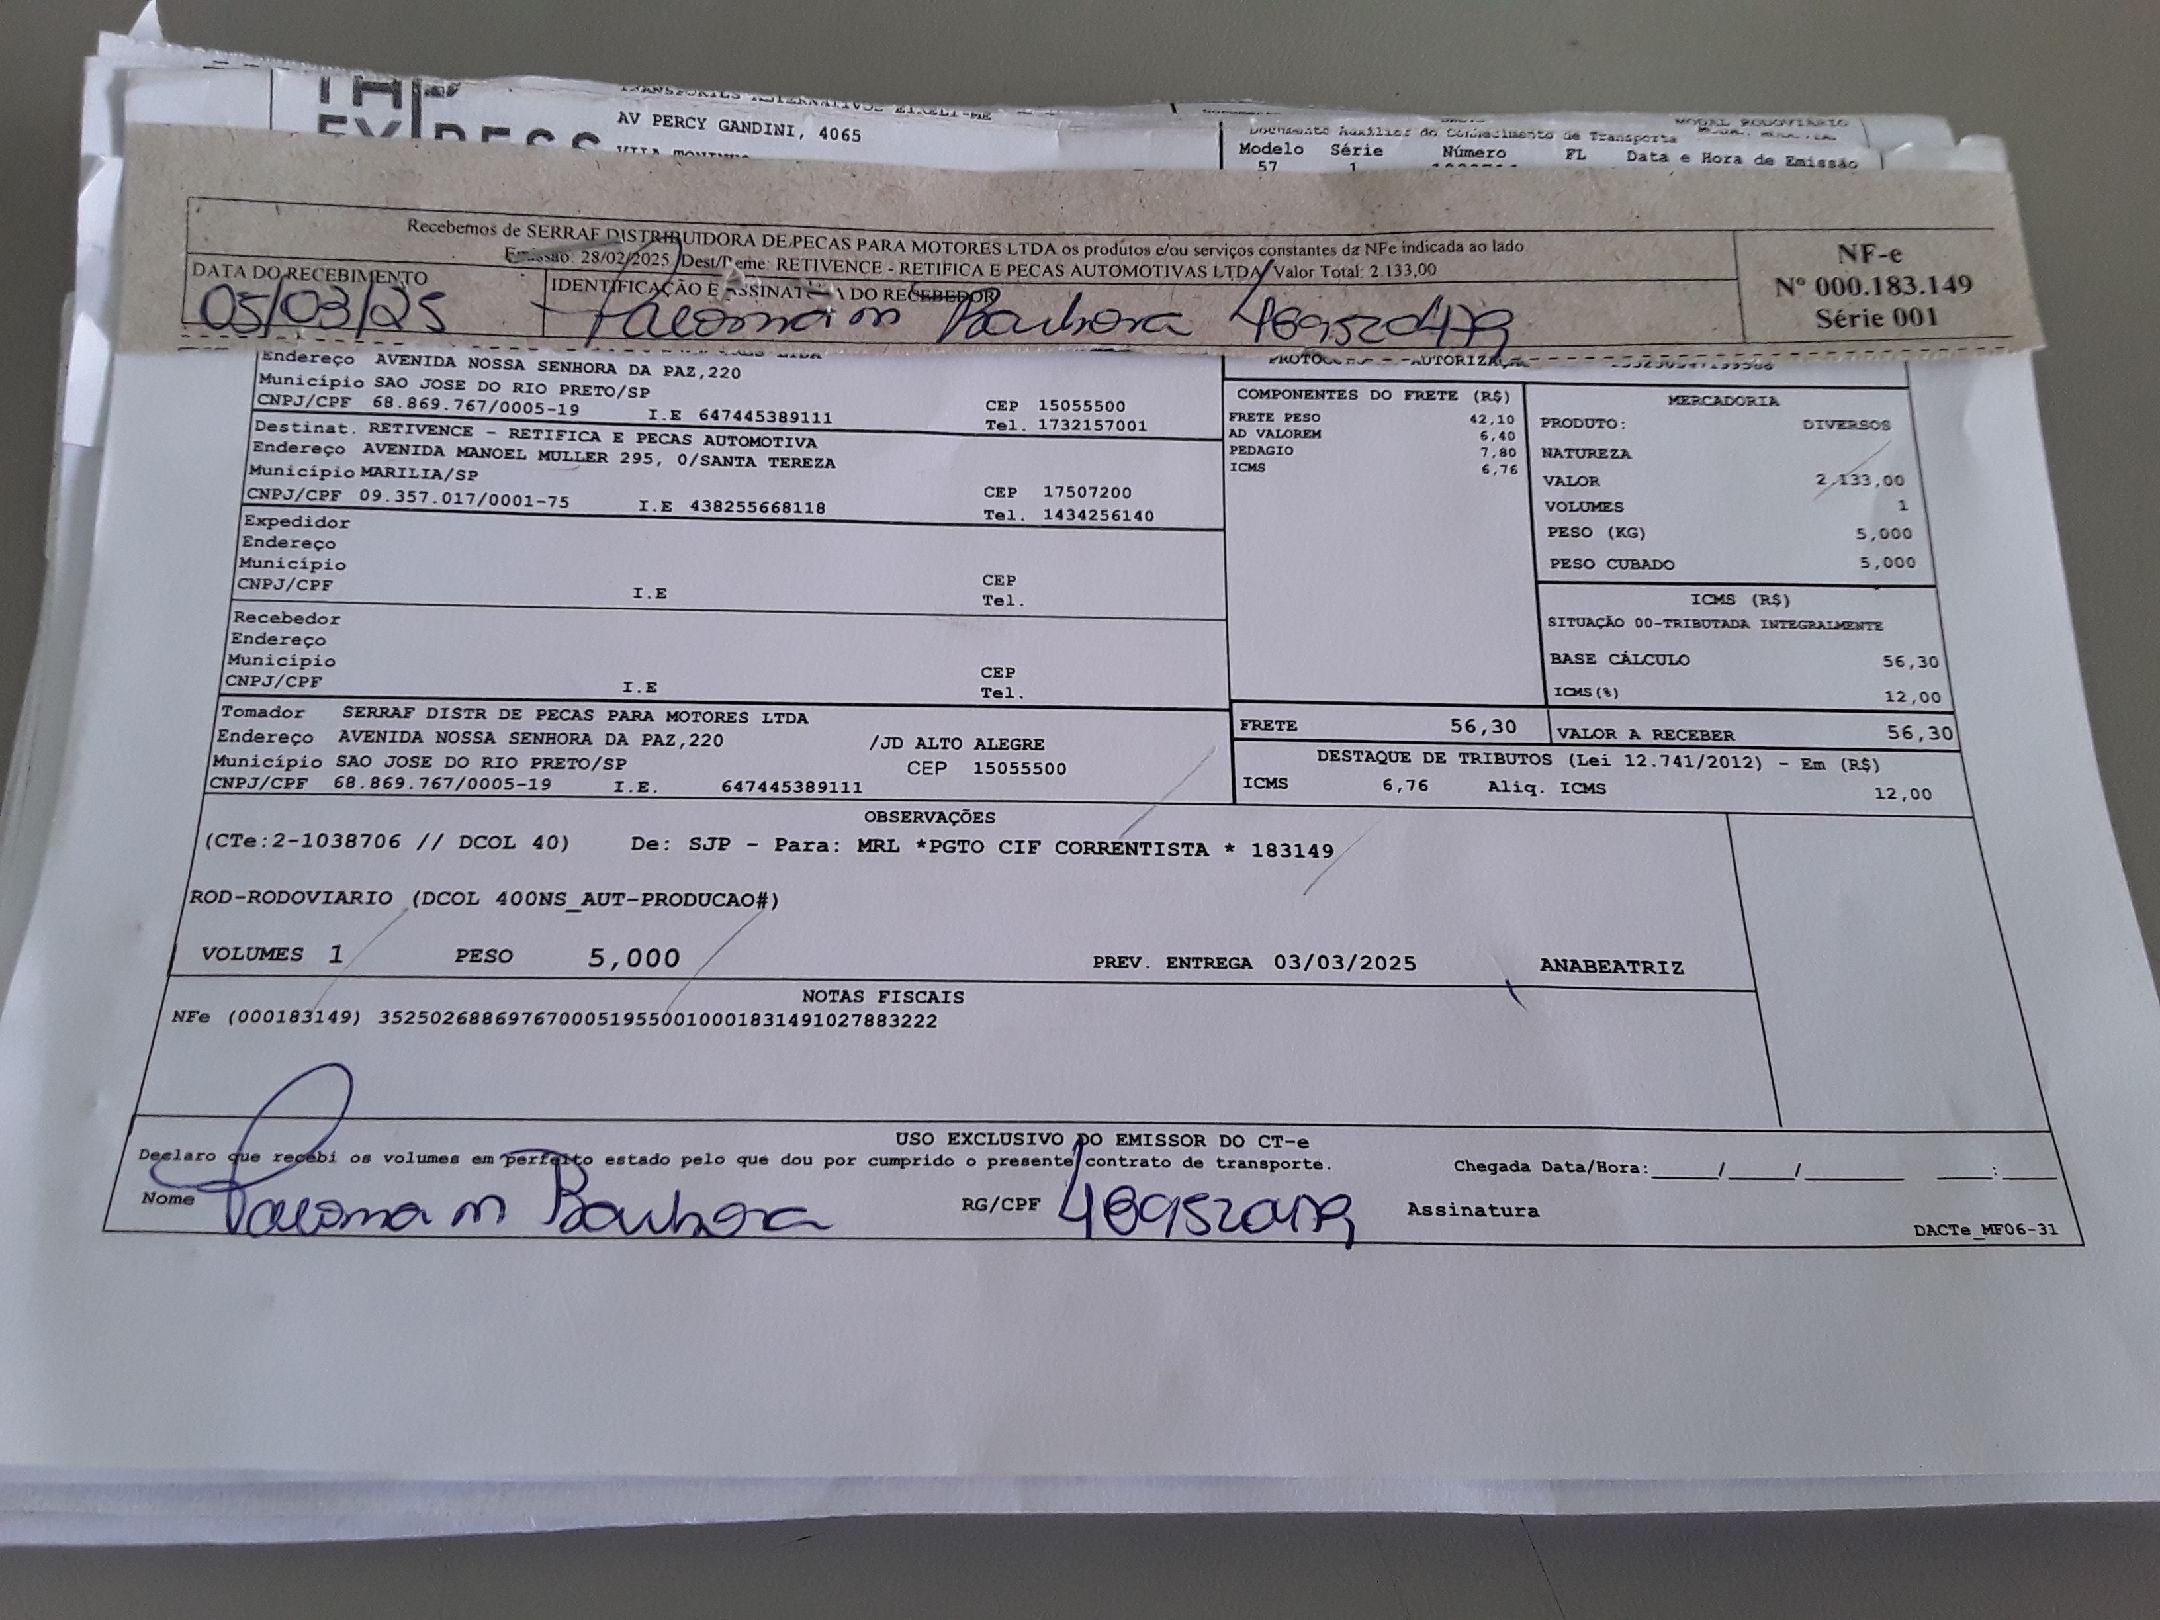 AV PERCY GANDINI, 4065
Documento Auxiliar do Conhecimento de Transporte
Modelo Série Número FL Data e Hora de Emissão
57 1
Recebemos de SERRAF DISTRIBUIDORA DE PECAS PARA MOTORES LTDA os produtos e/ou serviços constantes da NFe indicada ao lado
Emissão: 28/02/2025 Dest/Reme: RETIVENCE - RETIFICA E PECAS AUTOMOTIVAS LTDA Valor Total: 2.133,00
NF-e
Nº 000.183.149
Série 001
DATA DO RECEBIMENTO
05/03/25
IDENTIFICAÇÃO E ASSINATURA DO RECEBEDOR
Paloma m Barbosa
Endereço AVENIDA NOSSA SENHORA DA PAZ,220
Município SAO JOSE DO RIO PRETO/SP
CNPJ/CPF 68.869.767/0005-19 I.E 647445389111
CEP 15055500
Tel. 1732157001
Destinat. RETIVENCE - RETIFICA E PECAS AUTOMOTIVA
Endereço AVENIDA MANOEL MULLER 295, 0/SANTA TEREZA
Município MARILIA/SP
CNPJ/CPF 09.357.017/0001-75 I.E 438255668118
CEP 17507200
Tel. 1434256140
Expedidor
Endereço
Município
CNPJ/CPF I.E
CEP
Tel.
Recebedor
Endereço
Município
CNPJ/CPF I.E
CEP
Tel.
Tomador SERRAF DISTR DE PECAS PARA MOTORES LTDA
Endereço AVENIDA NOSSA SENHORA DA PAZ,220 /JD ALTO ALEGRE
Município SAO JOSE DO RIO PRETO/SP CEP 15055500
CNPJ/CPF 68.869.767/0005-19 I.E. 647445389111
COMPONENTES DO FRETE (R$)
FRETE PESO 42,10
AD VALOREM 6,40
PEDAGIO 7,80
ICMS 6,76
MERCADORIA
PRODUTO: DIVERSOS
NATUREZA
VALOR 2.133,00
VOLUMES 1
PESO (KG) 5,000
PESO CUBADO 5,000
ICMS (R$)
SITUAÇÃO 00-TRIBUTADA INTEGRALMENTE
BASE CÁLCULO 56,30
ICMS(%) 12,00
FRETE 56,30 VALOR A RECEBER 56,30
DESTAQUE DE TRIBUTOS (Lei 12.741/2012) - Em (R$)
ICMS 6,76 Aliq. ICMS 12,00
OBSERVAÇÕES
(CTe:2-1038706 // DCOL 40) De: SJP - Para: MRL *PGTO CIF CORRENTISTA * 183149
ROD-RODOVIARIO (DCOL 400NS_AUT-PRODUCAO#)
VOLUMES 1 PESO 5,000 PREV. ENTREGA 03/03/2025 ANABEATRIZ
NOTAS FISCAIS
NFe (000183149) 35250268869767000519550010001831491027883222
USO EXCLUSIVO DO EMISSOR DO CT-e
Declaro que recebi os volumes em perfeito estado pelo que dou por cumprido o presente contrato de transporte. Chegada Data/Hora:____/____/______ ____:____
Nome Paloma m Barbosa RG/CPF Assinatura
DACTe_MF06-31